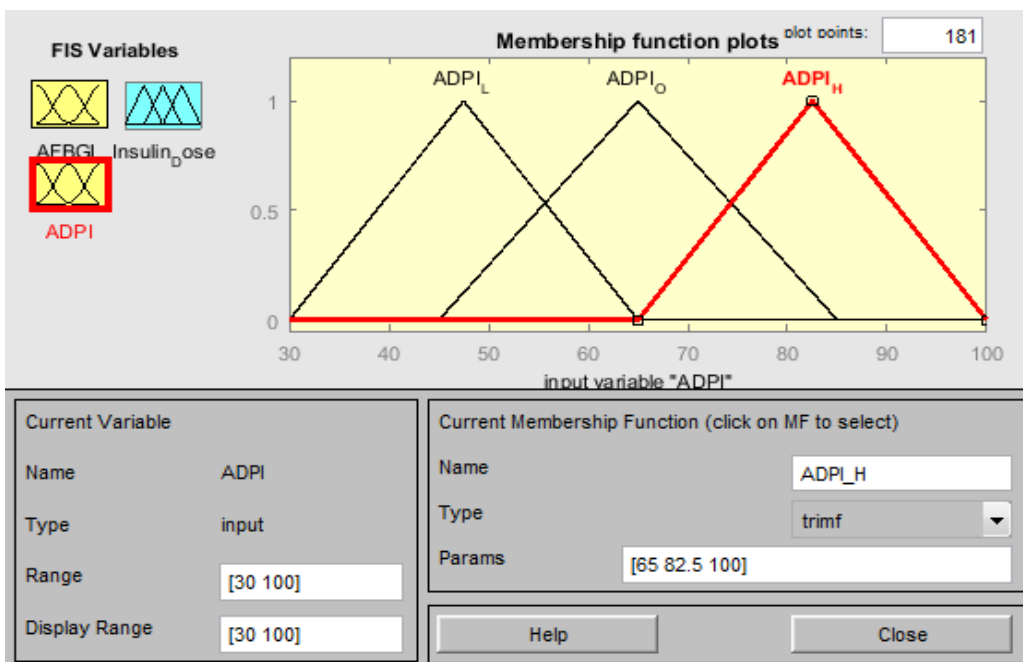 FIS Variables
Membership function plots
plot points:
181
AFBGL
Insulin_Dose
ADPI
ADPI_L
ADPI_O
ADPI_H
1
0.5
0
30 40 50 60 70 80 90 100
input variable "ADPI"
Current Variable
Name ADPI
Type input
Range [30 100]
Display Range [30 100]
Current Membership Function (click on MF to select)
Name ADPI_H
Type trimf
Params [65 82.5 100]
Help Close